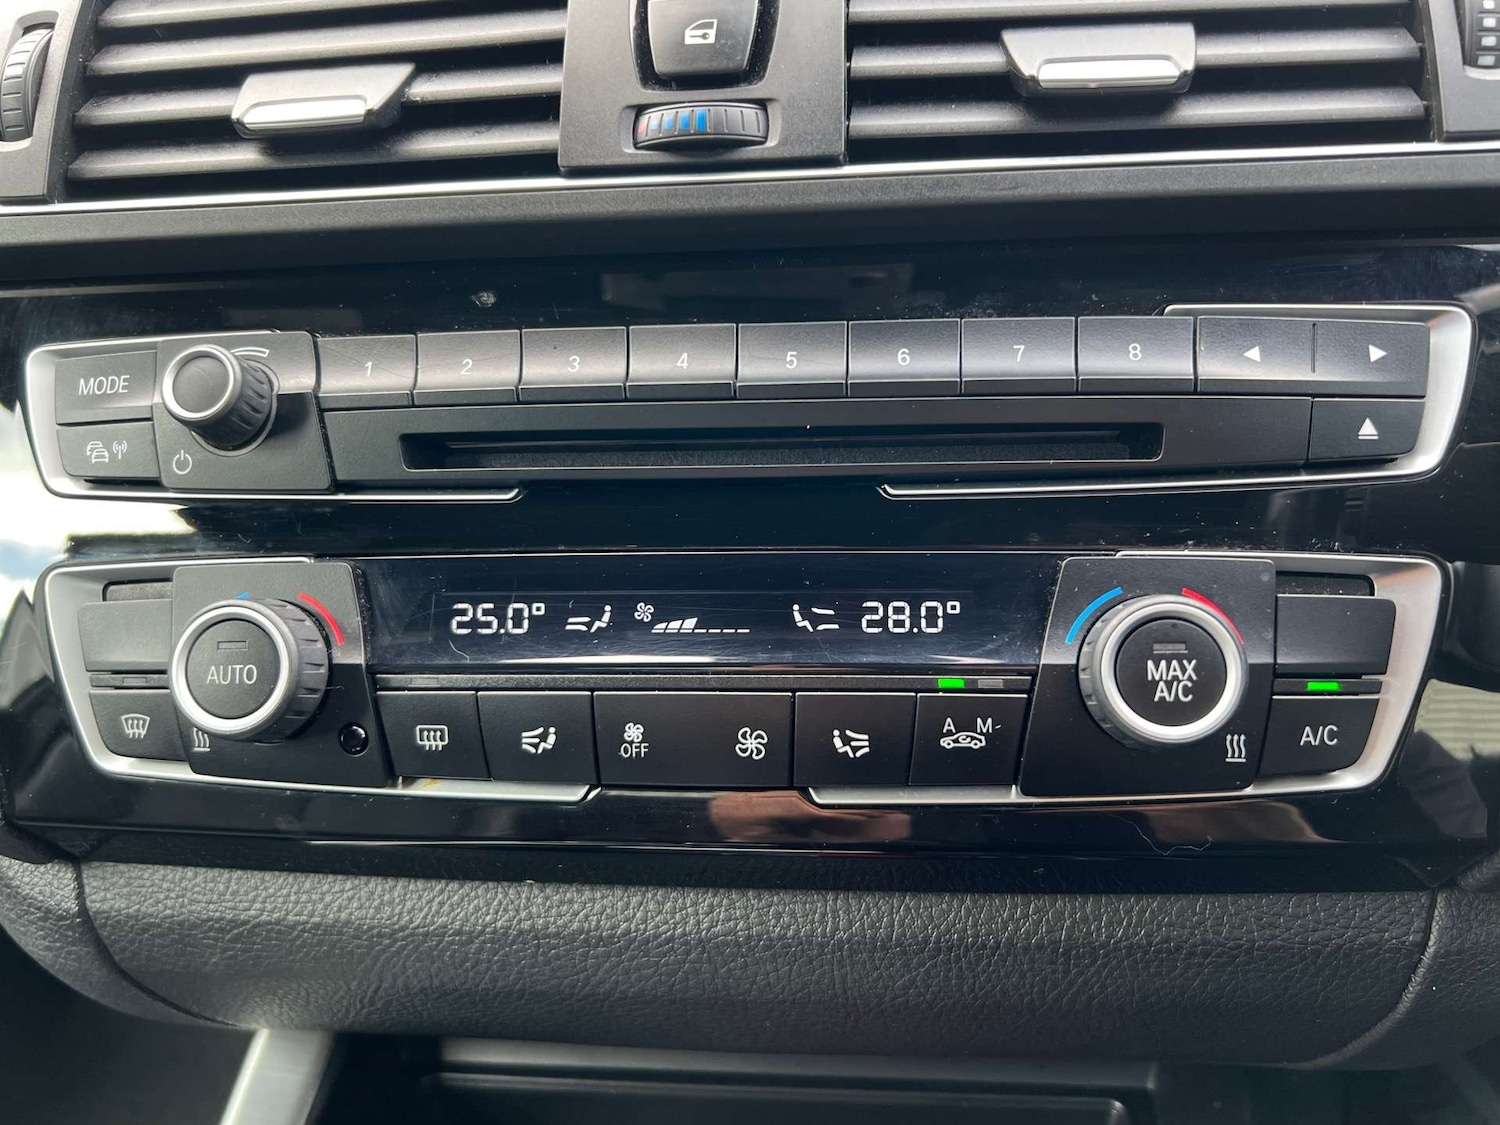 MODE
1 2 3 4 5 6 7 8
25.0° 28.0°
AUTO
MAX
A/C
OFF
A M
A/C